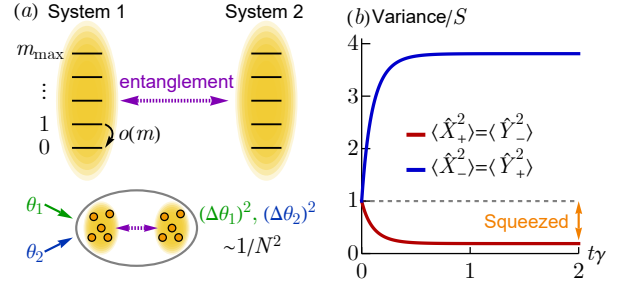 (a) System 1 System 2
m_max
⋮
1
0
o(m)
entanglement
θ₁
θ₂
(Δθ₁)², (Δθ₂)²
~1/N²
(b) Variance/S
4
3
2
1
0
⟨X̂₊²⟩=⟨Ŷ₋²⟩
⟨X̂₋²⟩=⟨Ŷ₊²⟩
Squeezed
0 1 2
tγ